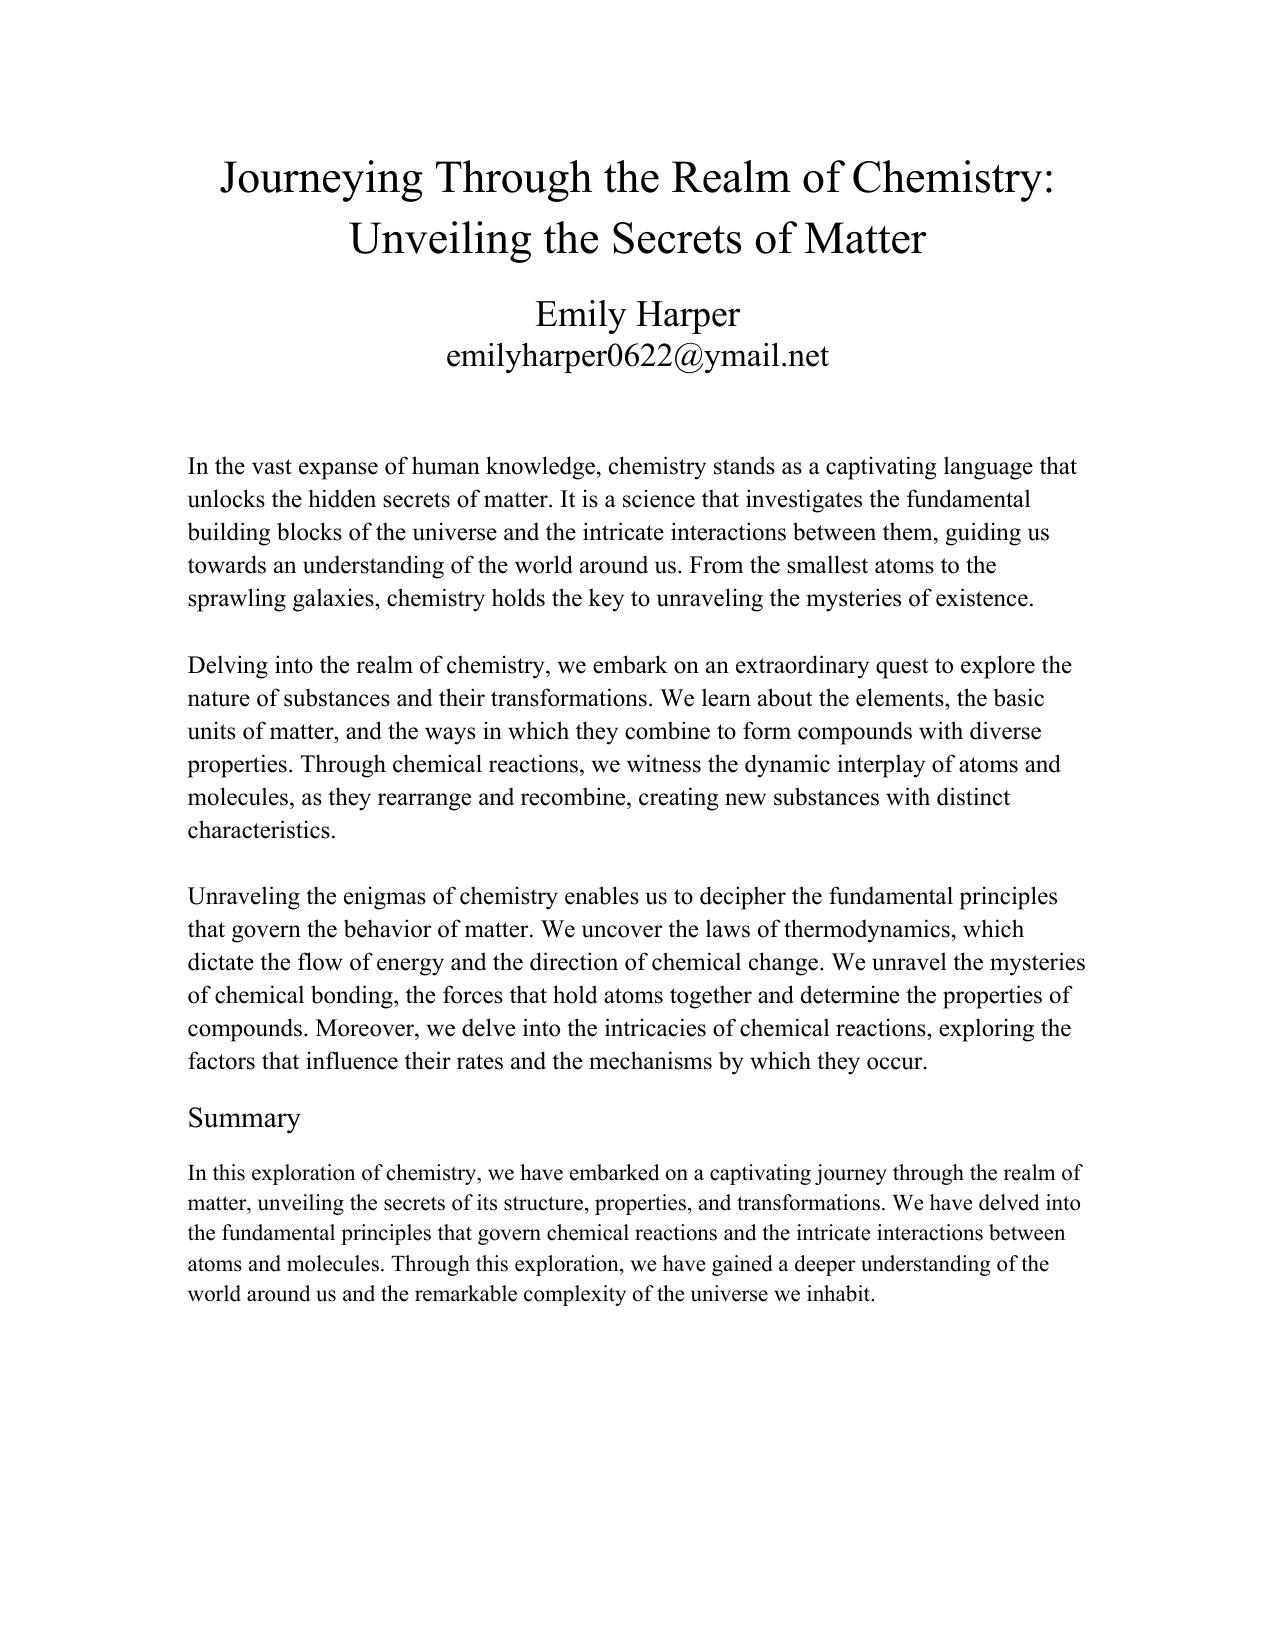 Journeying Through the Realm of Chemistry:
Unveiling the Secrets of Matter
Emily Harper
emilyharper0622@ymail.net
In the vast expanse of human knowledge, chemistry stands as a captivating language that
unlocks the hidden secrets of matter. It is a science that investigates the fundamental
building blocks of the universe and the intricate interactions between them, guiding us
towards an understanding of the world around us. From the smallest atoms to the
sprawling galaxies, chemistry holds the key to unraveling the mysteries of existence.
Delving into the realm of chemistry, we embark on an extraordinary quest to explore the
nature of substances and their transformations. We learn about the elements, the basic
units of matter, and the ways in which they combine to form compounds with diverse
properties. Through chemical reactions, we witness the dynamic interplay of atoms and
molecules, as they rearrange and recombine, creating new substances with distinct
characteristics.
Unraveling the enigmas of chemistry enables us to decipher the fundamental principles
that govern the behavior of matter. We uncover the laws of thermodynamics, which
dictate the flow of energy and the direction of chemical change. We unravel the mysteries
of chemical bonding, the forces that hold atoms together and determine the properties of
compounds. Moreover, we delve into the intricacies of chemical reactions, exploring the
factors that influence their rates and the mechanisms by which they occur.
Summary
In this exploration of chemistry, we have embarked on a captivating journey through the realm of
matter, unveiling the secrets of its structure, properties, and transformations. We have delved into
the fundamental principles that govern chemical reactions and the intricate interactions between
atoms and molecules. Through this exploration, we have gained a deeper understanding of the
world around us and the remarkable complexity of the universe we inhabit.